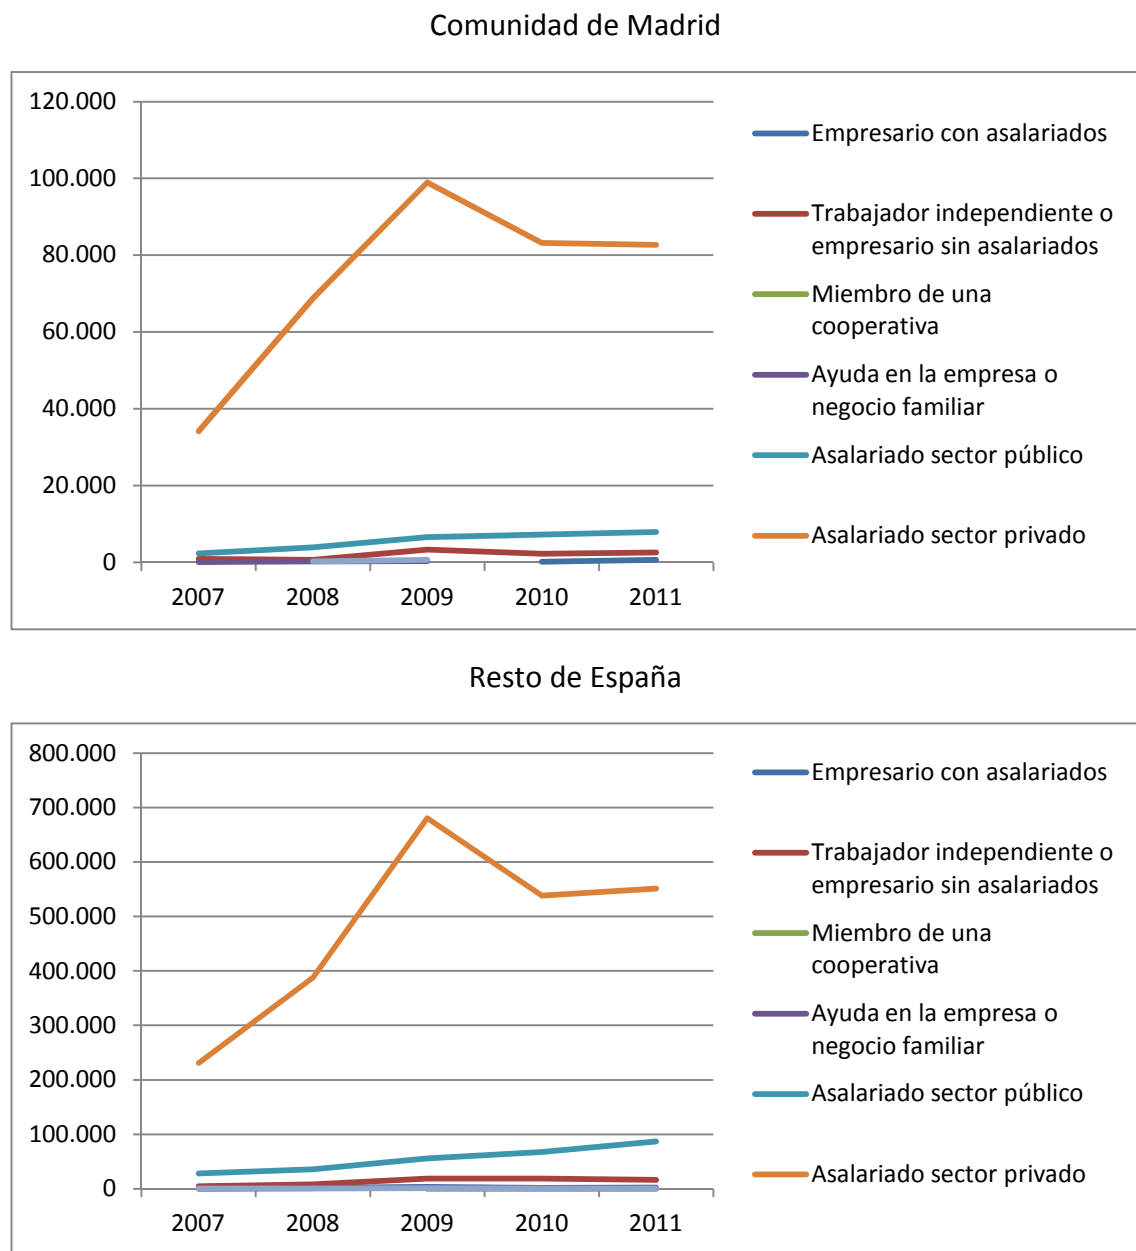 Comunidad de Madrid
120.000
100.000
80.000
60.000
40.000
20.000
0
2007 2008 2009 2010 2011
Empresario con asalariados
Trabajador independiente o
empresario sin asalariados
Miembro de una
cooperativa
Ayuda en la empresa o
negocio familiar
Asalariado sector público
Asalariado sector privado
Resto de España
800.000
700.000
600.000
500.000
400.000
300.000
200.000
100.000
0
2007 2008 2009 2010 2011
Empresario con asalariados
Trabajador independiente o
empresario sin asalariados
Miembro de una
cooperativa
Ayuda en la empresa o
negocio familiar
Asalariado sector público
Asalariado sector privado